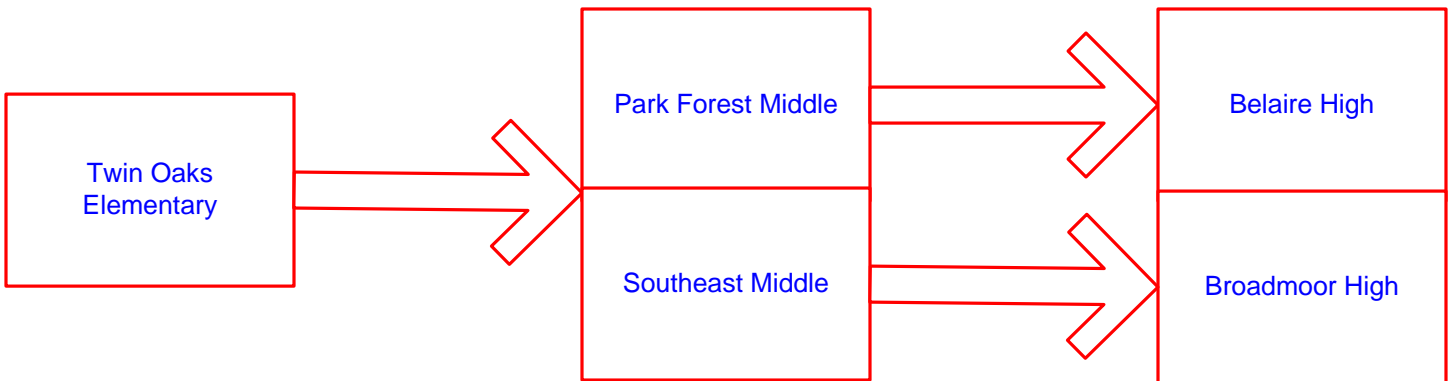 Twin Oaks
Elementary
Park Forest Middle
Southeast Middle
Belaire High
Broadmoor High